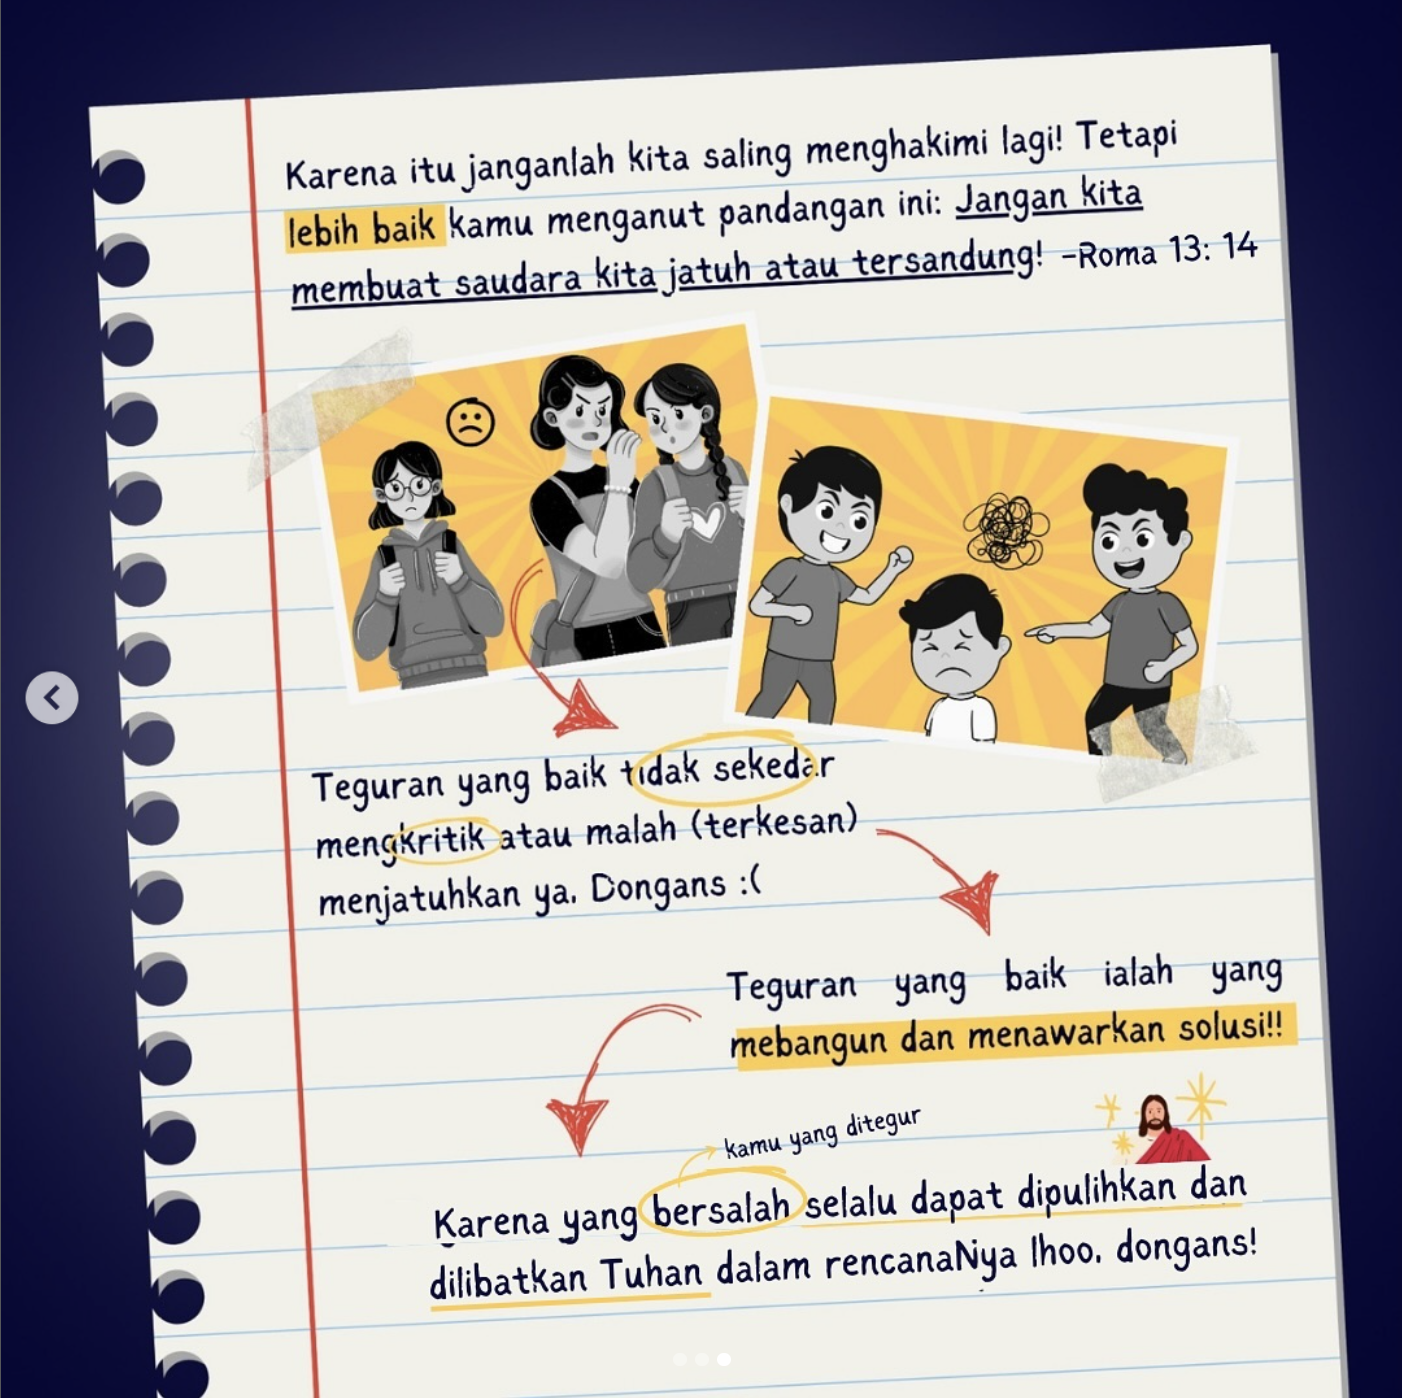 Karena itu janganlah kita saling menghakimi lagi! Tetapi
lebih baik kamu menganut pandangan ini: Jangan kita
membuat saudara kita jatuh atau tersandung! -Roma 13: 14
Teguran yang baik tidak sekedar
mengkritik atau malah (terkesan)
menjatuhkan ya. Dongans :(
Teguran yang baik ialah yang
mebangun dan menawarkan solusi!!
kamu yang ditegur
Karena yang bersalah selalu dapat dipulihkan dan
dilibatkan Tuhan dalam rencanaNya lhoo. dongans!